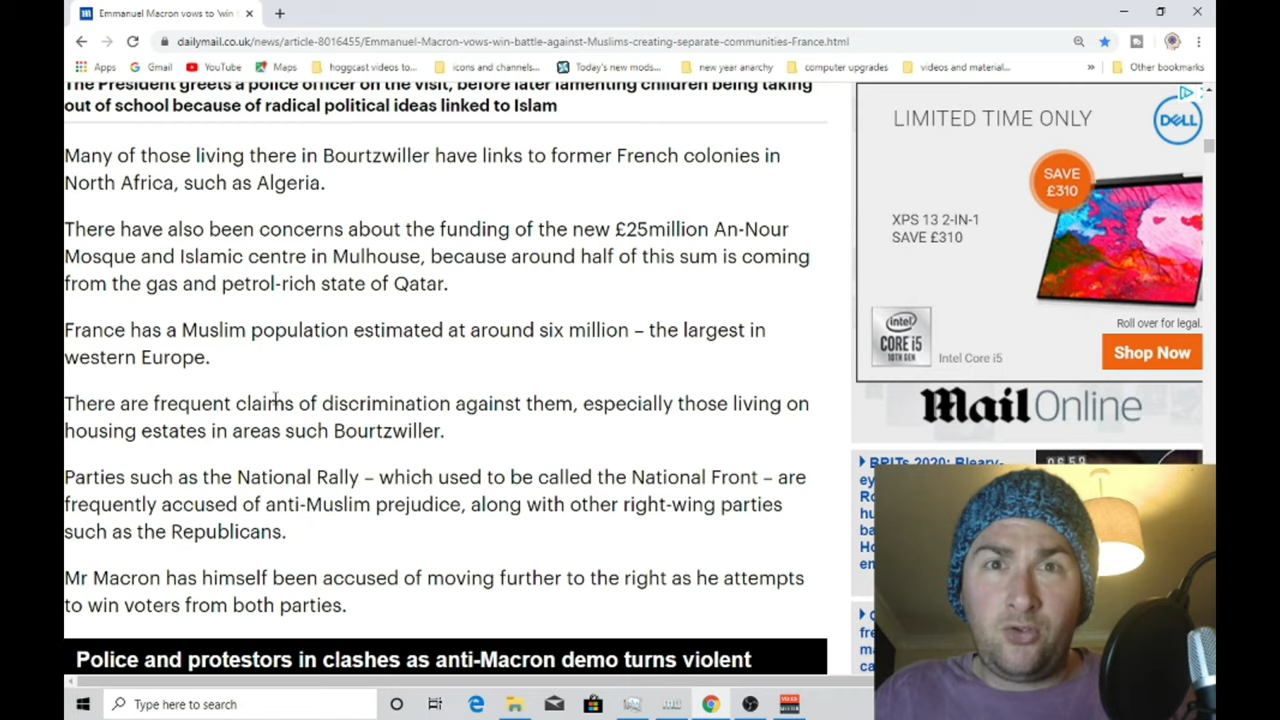 Emmanuel Macron vows to 'win
dailymail.co.uk/news/article-8016455/Emmanuel-Macron-vows-win-battle-against-Muslims-creating-separate-communities-France.html
Apps Gmail YouTube Maps hoggcast videos to... icons and channels... Today's new mods... new year anarchy computer upgrades videos and material... » Other bookmarks
The President greets a police officer on the visit, before later lamenting children being taking
out of school because of radical political ideas linked to Islam
Many of those living there in Bourtzwiller have links to former French colonies in
North Africa, such as Algeria.
There have also been concerns about the funding of the new £25million An-Nour
Mosque and Islamic centre in Mulhouse, because around half of this sum is coming
from the gas and petrol-rich state of Qatar.
France has a Muslim population estimated at around six million – the largest in
western Europe.
There are frequent claims of discrimination against them, especially those living on
housing estates in areas such Bourtzwiller.
Parties such as the National Rally – which used to be called the National Front – are
frequently accused of anti-Muslim prejudice, along with other right-wing parties
such as the Republicans.
Mr Macron has himself been accused of moving further to the right as he attempts
to win voters from both parties.
Police and protestors in clashes as anti-Macron demo turns violent
LIMITED TIME ONLY
DELL
SAVE
£310
XPS 13 2-IN-1
SAVE £310
intel
CORE i5
10TH GEN
Intel Core i5
Roll over for legal.
Shop Now
Mail Online
BRITs 2020: Bleary-
Type here to search